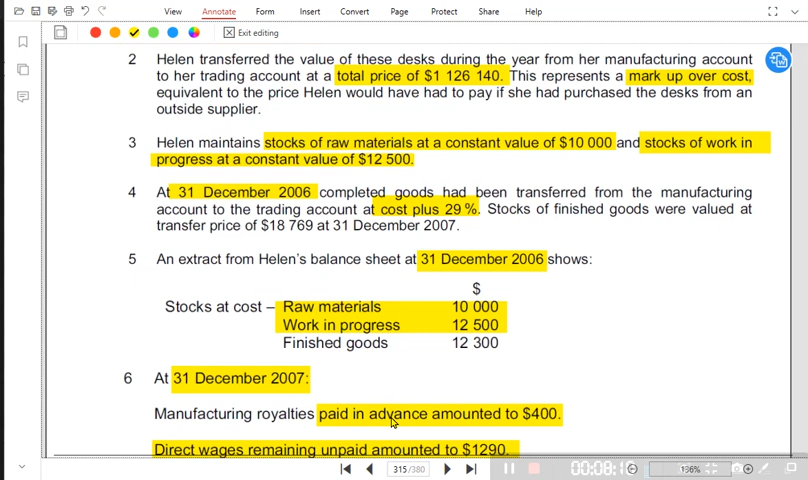 View Annotate Form Insert Convert Page Protect Share Help
Exit editing
2 Helen transferred the value of these desks during the year from her manufacturing account
to her trading account at a total price of $1 126 140. This represents a mark up over cost,
equivalent to the price Helen would have had to pay if she had purchased the desks from an
outside supplier.
3 Helen maintains stocks of raw materials at a constant value of $10 000 and stocks of work in
progress at a constant value of $12 500.
4 At 31 December 2006 completed goods had been transferred from the manufacturing
account to the trading account at cost plus 29 %. Stocks of finished goods were valued at
transfer price of $18 769 at 31 December 2007.
5 An extract from Helen's balance sheet at 31 December 2006 shows:
$
Stocks at cost – Raw materials 10 000
Work in progress 12 500
Finished goods 12 300
6 At 31 December 2007:
Manufacturing royalties paid in advance amounted to $400.
Direct wages remaining unpaid amounted to $1290.
315/380